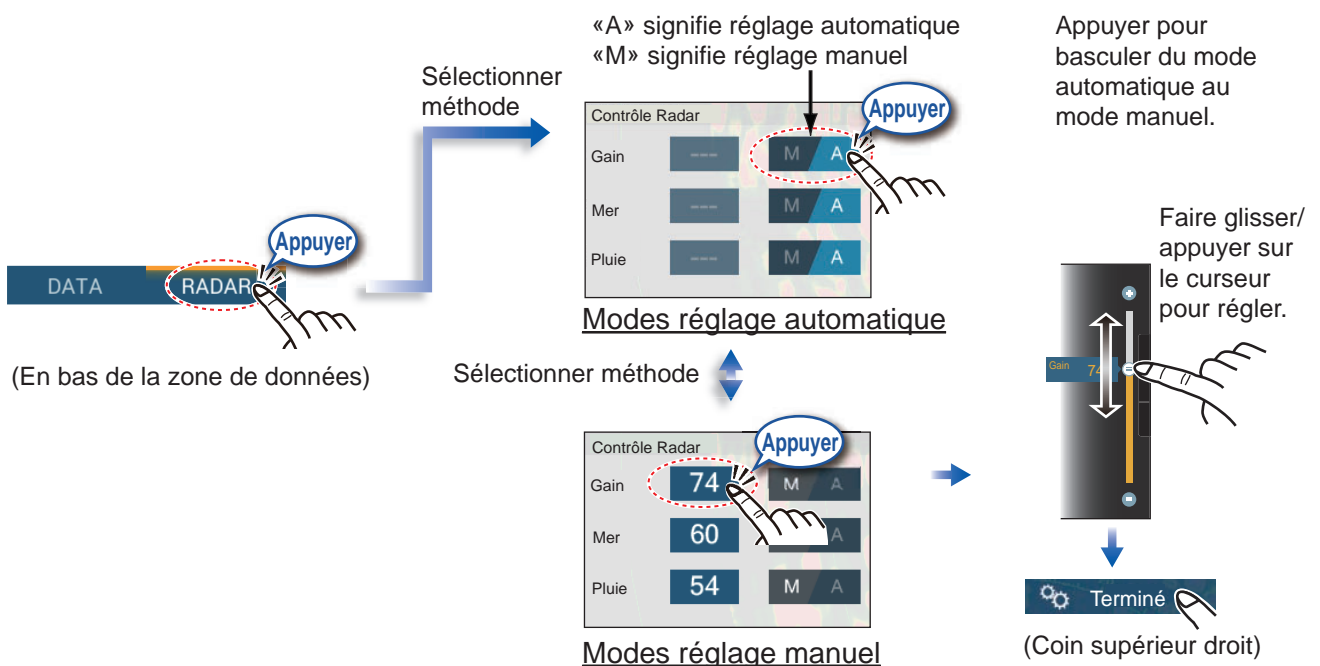 «A» signifie réglage automatique
«M» signifie réglage manuel
Appuyer pour
basculer du mode
automatique au
mode manuel.
Sélectionner
méthode
Contrôle Radar
Appuyer
Gain --- M A
Mer --- M A
Pluie --- M A
Modes réglage automatique
Appuyer
DATA RADAR
(En bas de la zone de données)
Faire glisser/
appuyer sur
le curseur
pour régler.
Gain 74
Sélectionner méthode
Contrôle Radar
Appuyer
Gain 74 M A
Mer 60 A
Pluie 54 M A
Modes réglage manuel
Terminé
(Coin supérieur droit)